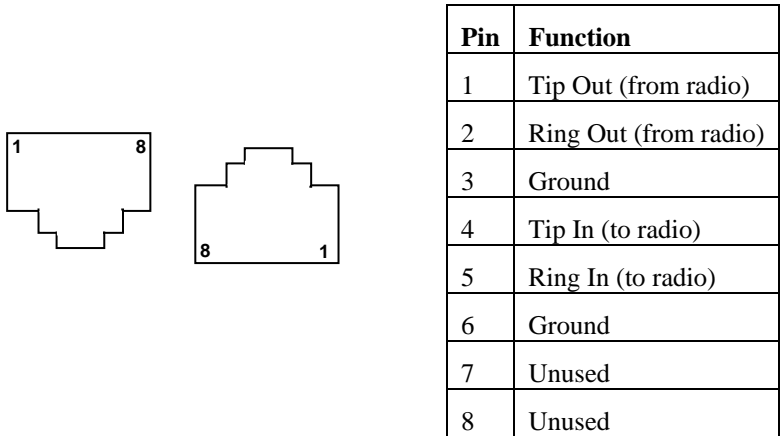 1 8
8 1
Pin Function
1 Tip Out (from radio)
2 Ring Out (from radio)
3 Ground
4 Tip In (to radio)
5 Ring In (to radio)
6 Ground
7 Unused
8 Unused